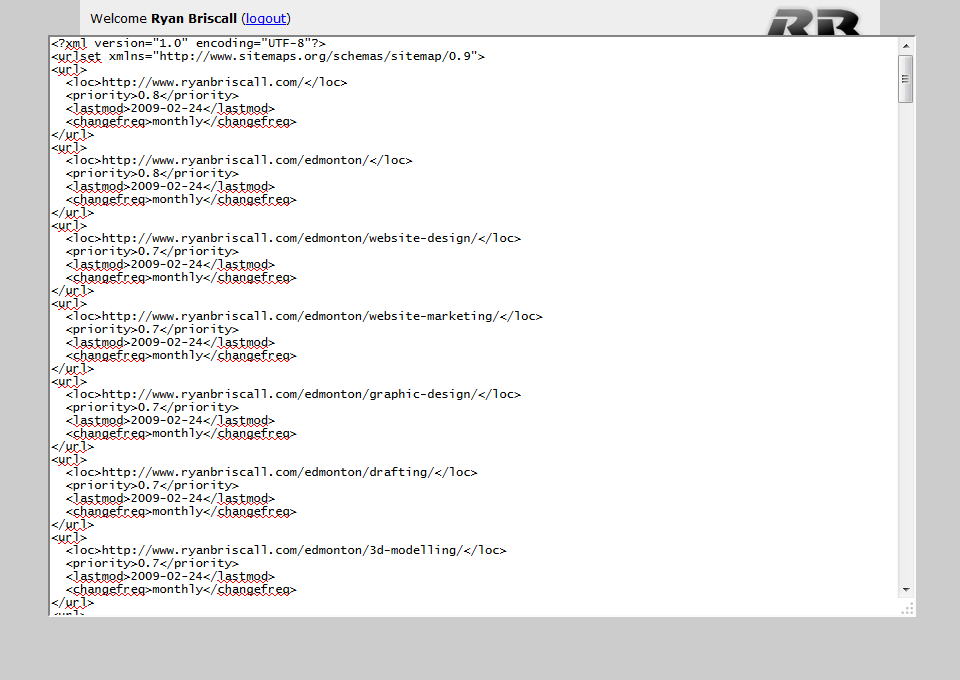 Welcome Ryan Briscall (logout)
RR
<?xml version="1.0" encoding="UTF-8"?>
<urlset xmlns="http://www.sitemaps.org/schemas/sitemap/0.9">
<url>
  <loc>http://www.ryanbriscall.com/</loc>
  <priority>0.8</priority>
  <lastmod>2009-02-24</lastmod>
  <changefreq>monthly</changefreq>
</url>
<url>
  <loc>http://www.ryanbriscall.com/edmonton/</loc>
  <priority>0.8</priority>
  <lastmod>2009-02-24</lastmod>
  <changefreq>monthly</changefreq>
</url>
<url>
  <loc>http://www.ryanbriscall.com/edmonton/website-design/</loc>
  <priority>0.7</priority>
  <lastmod>2009-02-24</lastmod>
  <changefreq>monthly</changefreq>
</url>
<url>
  <loc>http://www.ryanbriscall.com/edmonton/website-marketing/</loc>
  <priority>0.7</priority>
  <lastmod>2009-02-24</lastmod>
  <changefreq>monthly</changefreq>
</url>
<url>
  <loc>http://www.ryanbriscall.com/edmonton/graphic-design/</loc>
  <priority>0.7</priority>
  <lastmod>2009-02-24</lastmod>
  <changefreq>monthly</changefreq>
</url>
<url>
  <loc>http://www.ryanbriscall.com/edmonton/drafting/</loc>
  <priority>0.7</priority>
  <lastmod>2009-02-24</lastmod>
  <changefreq>monthly</changefreq>
</url>
<url>
  <loc>http://www.ryanbriscall.com/edmonton/3d-modelling/</loc>
  <priority>0.7</priority>
  <lastmod>2009-02-24</lastmod>
  <changefreq>monthly</changefreq>
</url>
<url>